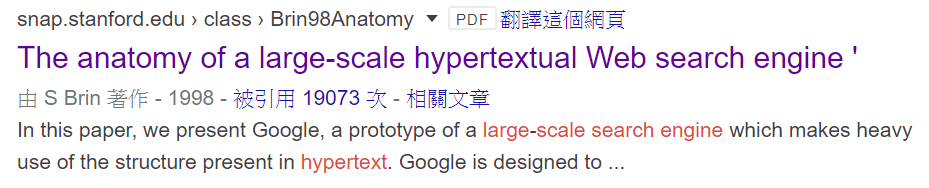 snap.stanford.edu › class › Brin98Anatomy ▼ PDF 翻譯這個網頁
The anatomy of a large-scale hypertextual Web search engine '
由 S Brin 著作 - 1998 - 被引用 19073 次 - 相關文章
In this paper, we present Google, a prototype of a large-scale search engine which makes heavy
use of the structure present in hypertext. Google is designed to ...